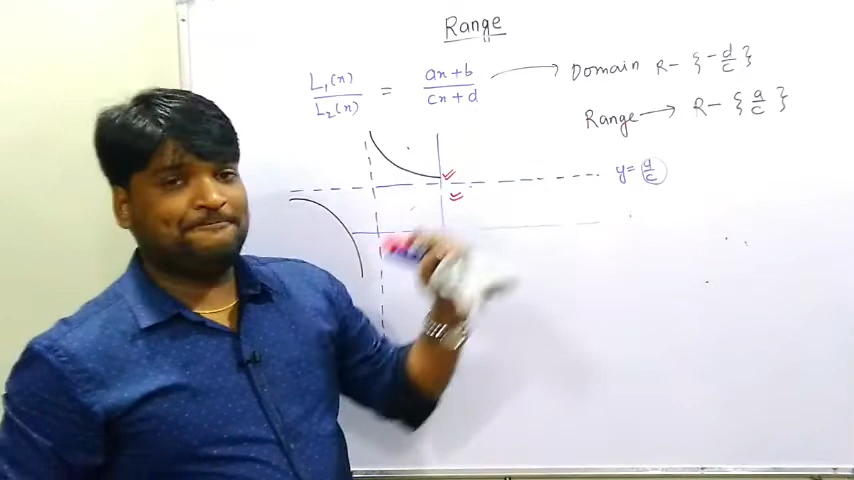 Range
L₁(x) / L₂(x) = ax+b / cx+d → Domain R- {-d/c}
Range → R- {a/c}
y= a/c